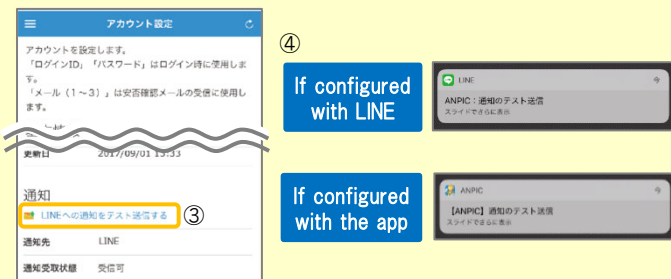 アカウント設定
アカウントを設定します。
「ログインID」「パスワード」はログイン時に使用しま
す。
「メール（1～3）」は安否確認メールの受信に使用し
ます。
更新日 2017/09/01 13:33
通知
LINEへの通知をテスト送信する ③
通知先 LINE
通知受取状態 受信可
④
If configured
with LINE
LINE 今
ANPIC：通知のテスト送信
スライドでさらに表示
If configured
with the app
ANPIC 今
【ANPIC】通知のテスト送信
スライドでさらに表示